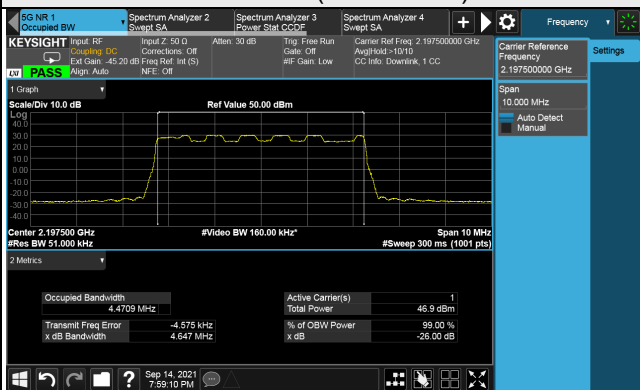 5G NR 1
Occupied BW
Spectrum Analyzer 2
Swept SA
Spectrum Analyzer 3
Power Stat CCDF
Spectrum Analyzer 4
Swept SA
Frequency
KEYSIGHT
Input: RF
Coupling: DC
Ext Gain: -45.20 dB
Align: Auto
Input Z: 50 Ω
Corrections: Off
Freq Ref: Int (S)
NFE: Off
Atten: 30 dB
Trig: Free Run
Gate: Off
#IF Gain: Low
Carrier Ref Freq: 2.197500000 GHz
Avg|Hold:>10/10
CC Info: Downlink, 1 CC
LXI PASS
Carrier Reference
Frequency
2.197500000 GHz
Settings
Span
10.000 MHz
Auto Detect
Manual
1 Graph
Scale/Div 10.0 dB
Ref Value 50.00 dBm
Log
40.0
30.0
20.0
10.0
0.00
-10.0
-20.0
-30.0
-40.0
Center 2.197500 GHz
#Video BW 160.00 kHz*
Span 10 MHz
#Res BW 51.000 kHz
#Sweep 300 ms (1001 pts)
2 Metrics
Occupied Bandwidth
4.4709 MHz
Transmit Freq Error -4.575 kHz
x dB Bandwidth 4.647 MHz
Active Carrier(s) 1
Total Power 46.9 dBm
% of OBW Power 99.00 %
x dB -26.00 dB
?
Sep 14, 2021
7:59:10 PM